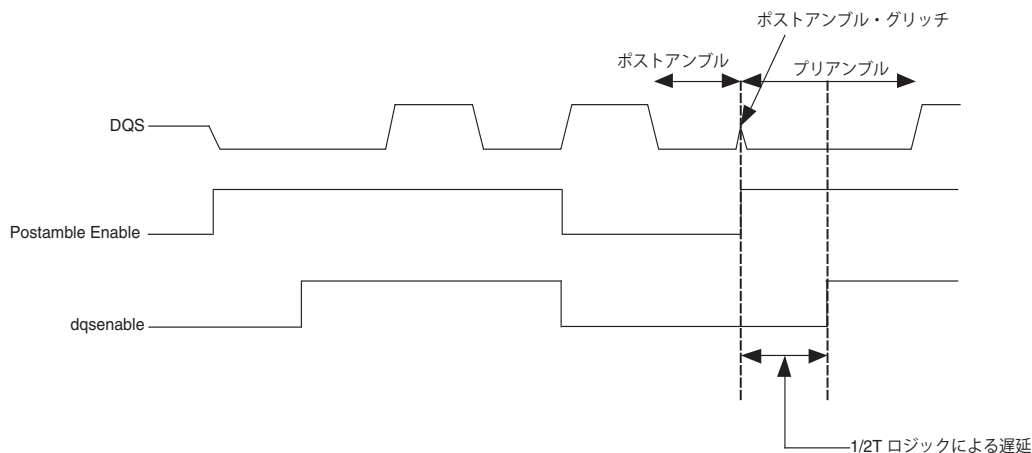 ポストアンブル・グリッチ
ポストアンブル
プリアンブル
DQS
Postamble Enable
dqsenable
1/2T ロジックによる遅延